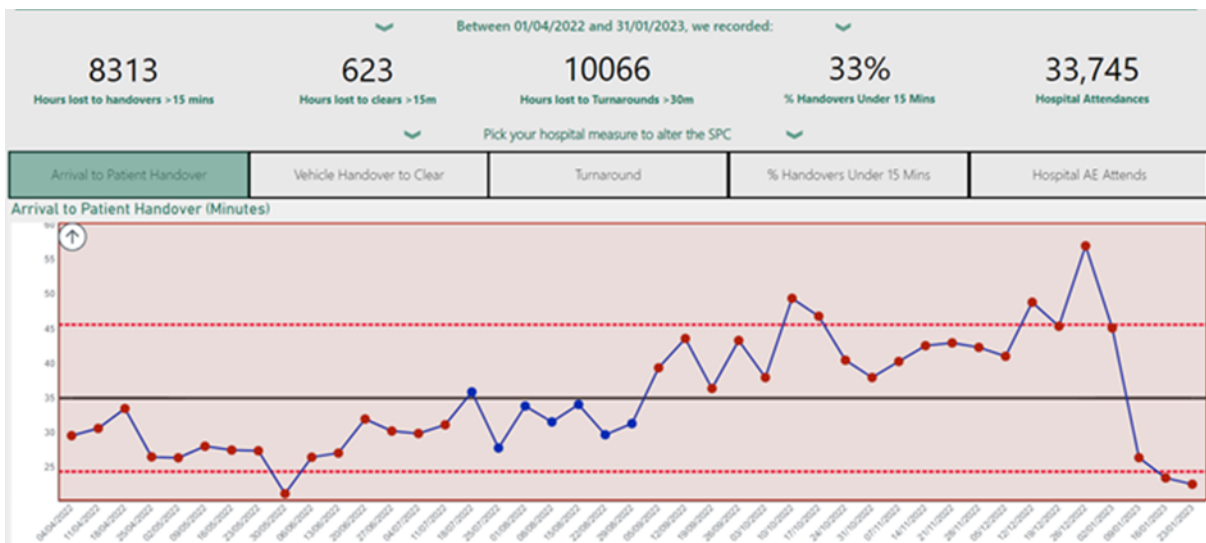 Between 01/04/2022 and 31/01/2023, we recorded:
8313 623 10066 33% 33,745
Hours lost to handovers >15 mins Hours lost to clears >15m Hours lost to Turnarounds >30m % Handovers Under 15 Mins Hospital Attendances
Pick your hospital measure to alter the SPC
Arrival to Patient Handover Vehicle Handover to Clear Turnaround % Handovers Under 15 Mins Hospital AE Attends
Arrival to Patient Handover (Minutes)
60
55
50
45
40
35
30
25
04/04/2022 11/04/2022 18/04/2022 25/04/2022 02/05/2022 09/05/2022 16/05/2022 23/05/2022 30/05/2022 06/06/2022 13/06/2022 20/06/2022 27/06/2022 04/07/2022 11/07/2022 18/07/2022 25/07/2022 01/08/2022 08/08/2022 15/08/2022 22/08/2022 29/08/2022 05/09/2022 12/09/2022 19/09/2022 26/09/2022 03/10/2022 10/10/2022 17/10/2022 24/10/2022 31/10/2022 07/11/2022 14/11/2022 21/11/2022 28/11/2022 05/12/2022 12/12/2022 19/12/2022 26/12/2022 02/01/2023 09/01/2023 16/01/2023 23/01/2023